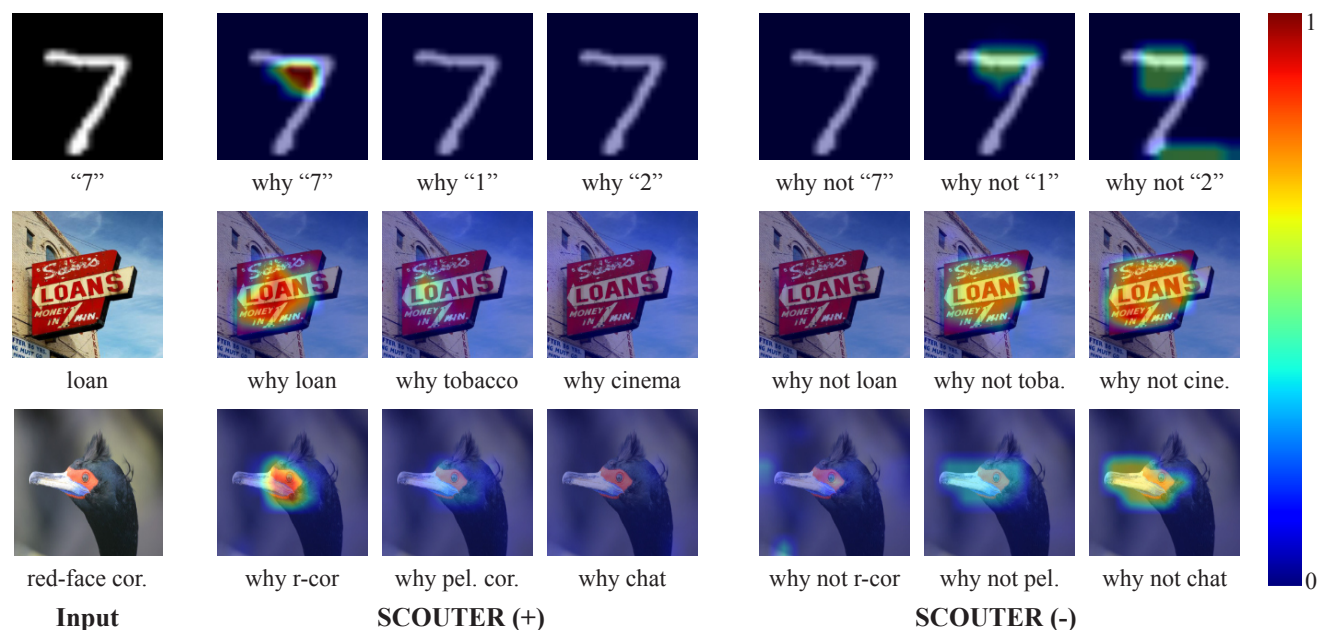 1
“7”
why “7”
why “1”
why “2”
why not “7”
why not “1”
why not “2”
Sam's
LOANS
MONEY
IN 1 MIN.
loan
why loan
why tobacco
why cinema
why not loan
why not toba.
why not cine.
red-face cor.
why r-cor
why pel. cor.
why chat
why not r-cor
why not pel.
why not chat
0
Input
SCOUTER (+)
SCOUTER (-)